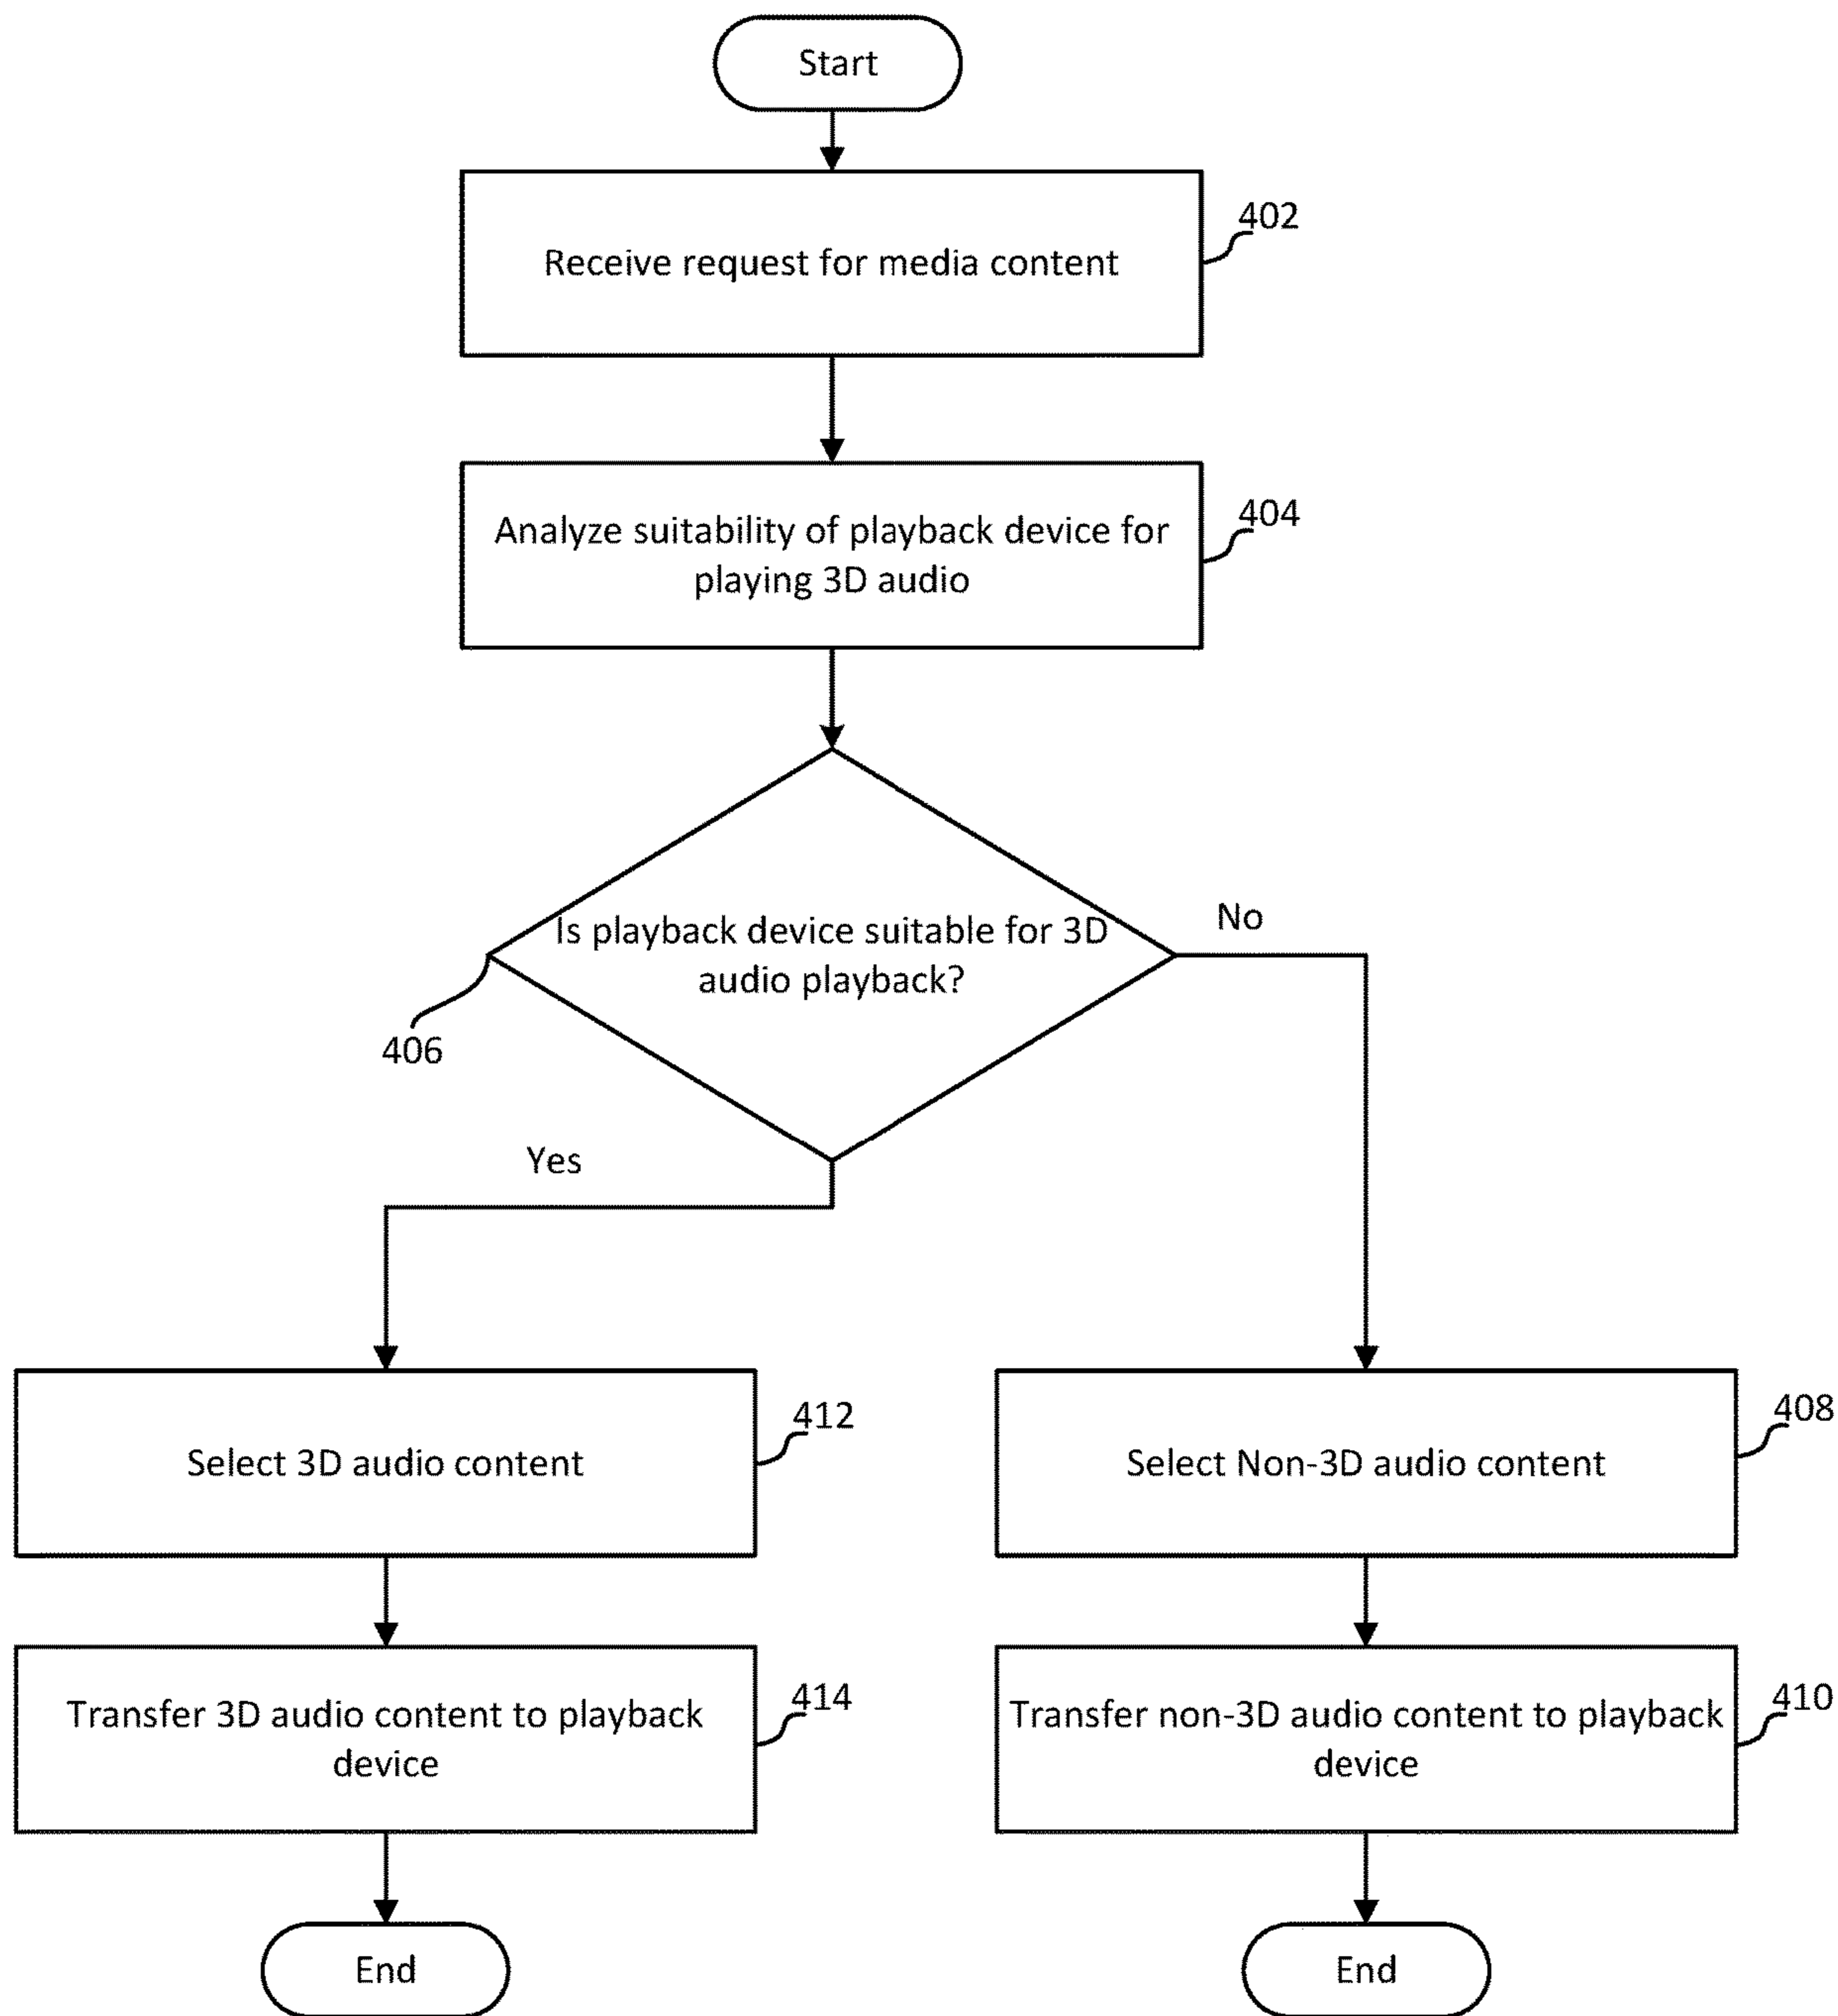 Start
402
Receive request for media content
404
Analyze suitability of playback device for
playing 3D audio
Is playback device suitable for 3D
audio playback?
No
406
Yes
412
Select 3D audio content
408
Select Non-3D audio content
414
Transfer 3D audio content to playback
device
410
Transfer non-3D audio content to playback
device
End
End